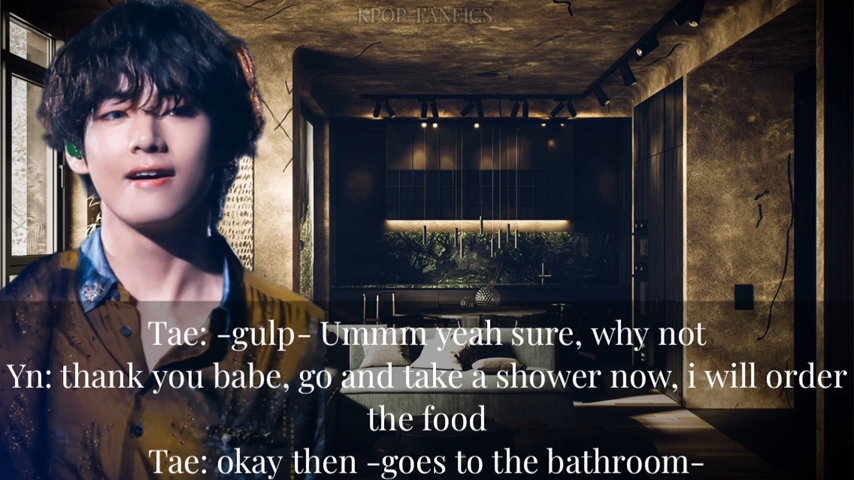 KPOP-FANFICS
Tae: -gulp- Ummm yeah sure, why not
Yn: thank you babe, go and take a shower now, i will order
the food
Tae: okay then -goes to the bathroom-